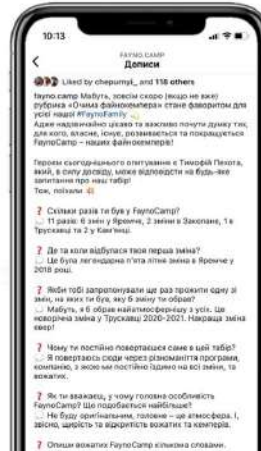 10:13
FAYNO.CAMP
Дописи
Liked by chepurnyi_ and 118 others
fayno.camp Мабуть, зовсім скоро (якщо не вже)
рубрика «Очима файнокемпера» стане фаворитом для
усієї нашої #FaynoFamily
Адже надзвичайно цікаво та важливо почути думку тих,
для кого, власне, існує, розвивається та покращується
FaynoCamp – наших файнокемперів!
Героєм сьогоднішнього опитування є Тимофій Пехота,
який, в силу досвіду, може відповісти на будь-яке
запитання про наш табір!
Тож, поїхали
❓ Скільки разів ти був у FaynoCamp?
11 разів: 6 змін у Яремче, 2 зміни в Закопане, 1 в
Трускавці та 2 у Кам'янці.
❓ Де та коли відбулася твоя перша зміна?
Це була легендарна п'ята літня зміна в Яремче у
2018 році.
❓ Якби тобі запропонували ще раз прожити одну зі
змін, на яких ти був, яку б зміну ти обрав?
Мабуть, я б обрав найатмосфернішу з усіх. Це
новорічна зміна у Трускавці 2020-2021. Найкраща зміна
евер!
❓ Чому ти постійно повертаєшся саме в цей табір?
Я повертаюсь сюди через різноманіття програми,
компанію, з якою ми постійно їздимо на всі зміни, та
вожатих.
❓ Як ти вважаєш, у чому головна особливість
FaynoCamp? Що подобається найбільше?
Не буду оригінальним, головне – це атмосфера. І,
звісно, щирість та відкритість вожатих та кемперів.
❓ Опиши вожатих FaynoCamp кількома словами.